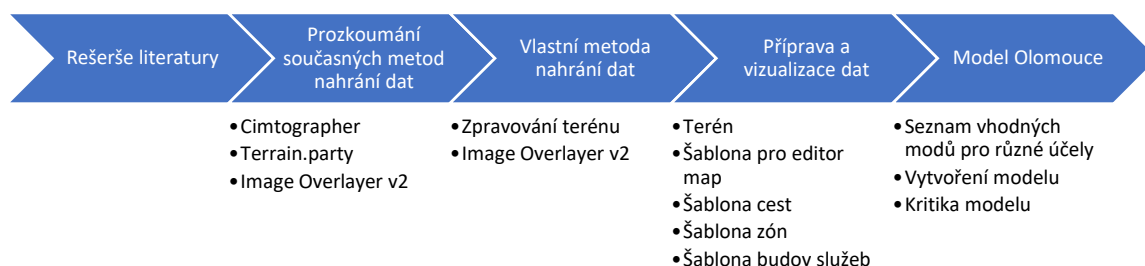 Rešerše literatury
Prozkoumání
současných metod
nahrání dat
Vlastní metoda
nahrání dat
Příprava a
vizualizace dat
Model Olomouce
•Cimtographer
•Terrain.party
•Image Overlayer v2
•Zpravování terénu
•Image Overlayer v2
•Terén
•Šablona pro editor
map
•Šablona cest
•Šablona zón
•Šablona budov služeb
•Seznam vhodných
modů pro různé účely
•Vytvoření modelu
•Kritika modelu